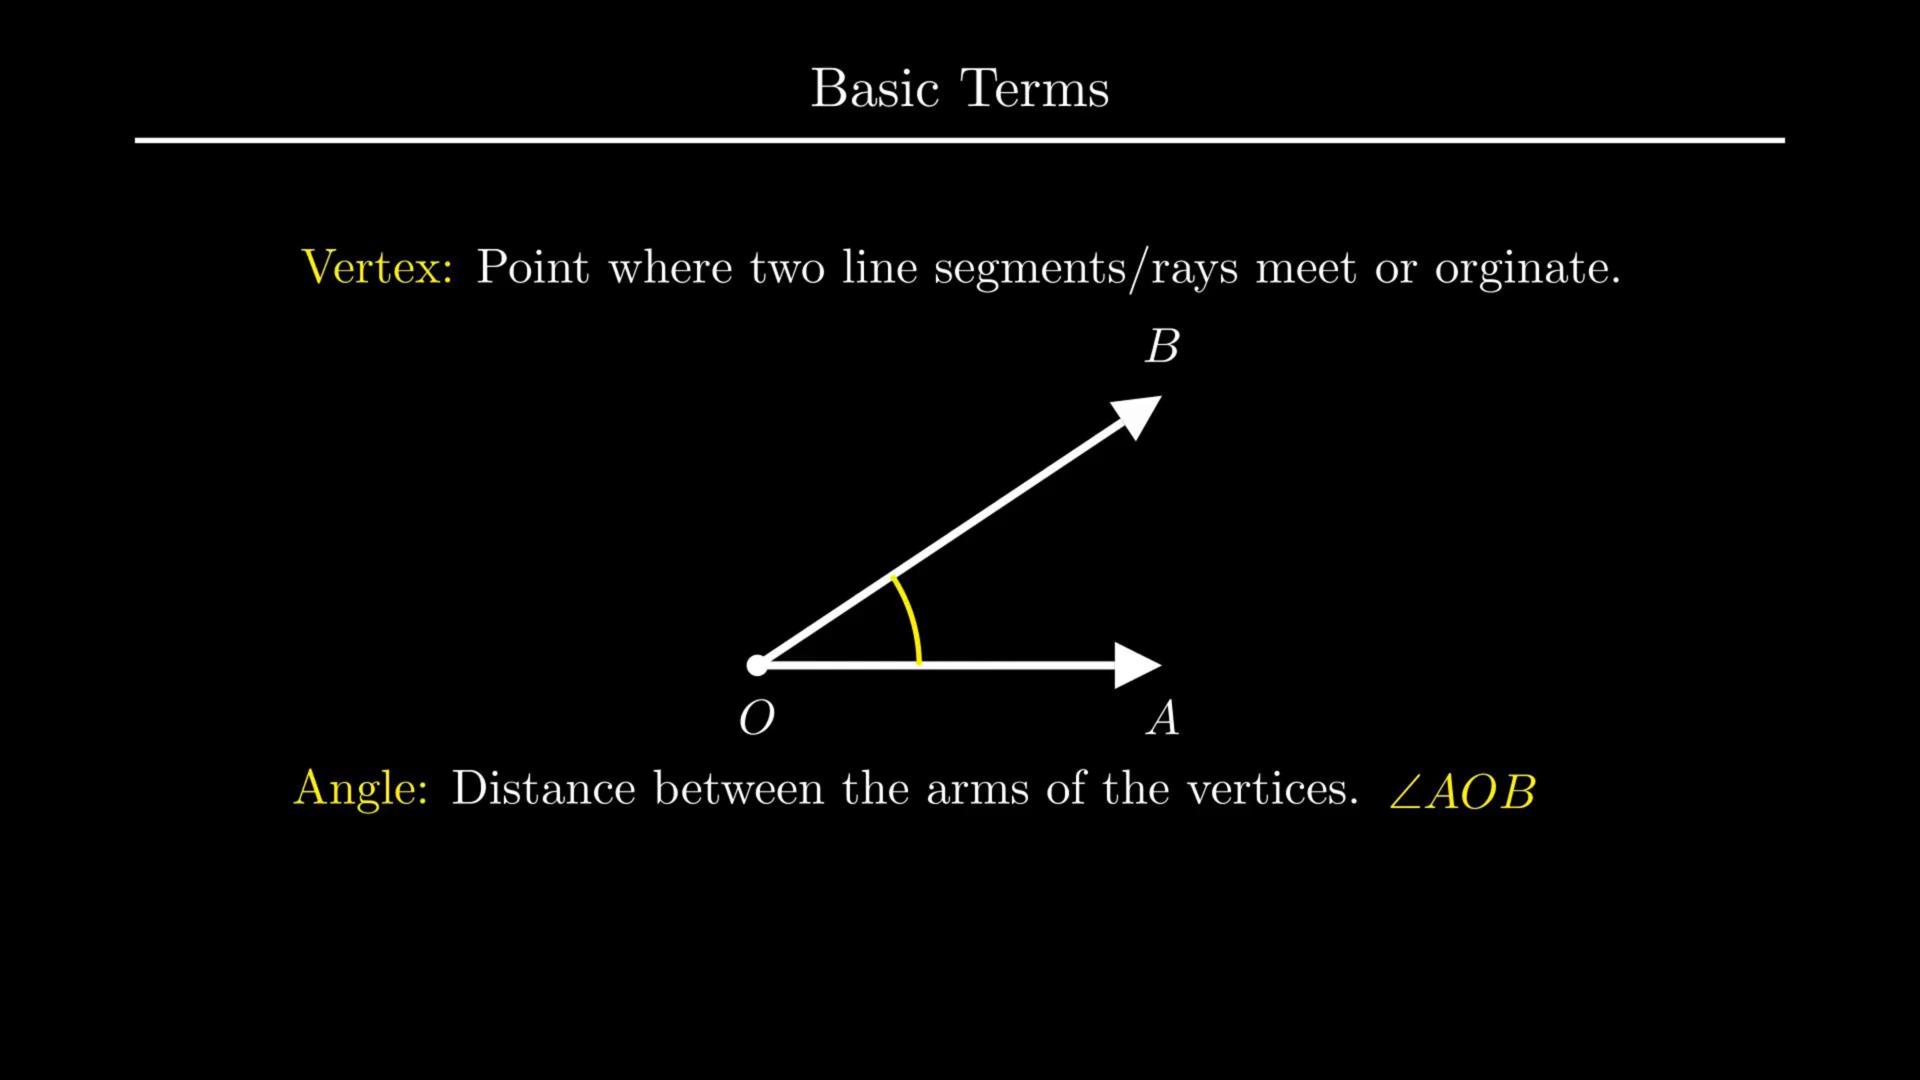 Basic Terms
Vertex: Point where two line segments/rays meet or orginate.
B
O
A
Angle: Distance between the arms of the vertices. ∠AOB